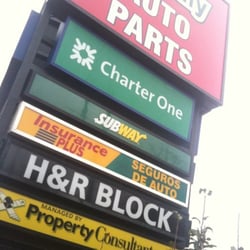 AUTO
PARTS
Charter One
SUBWAY
Insurance
PLUS
SEGUROS
DE AUTO
H&R BLOCK
MANAGED BY
Property Consultants